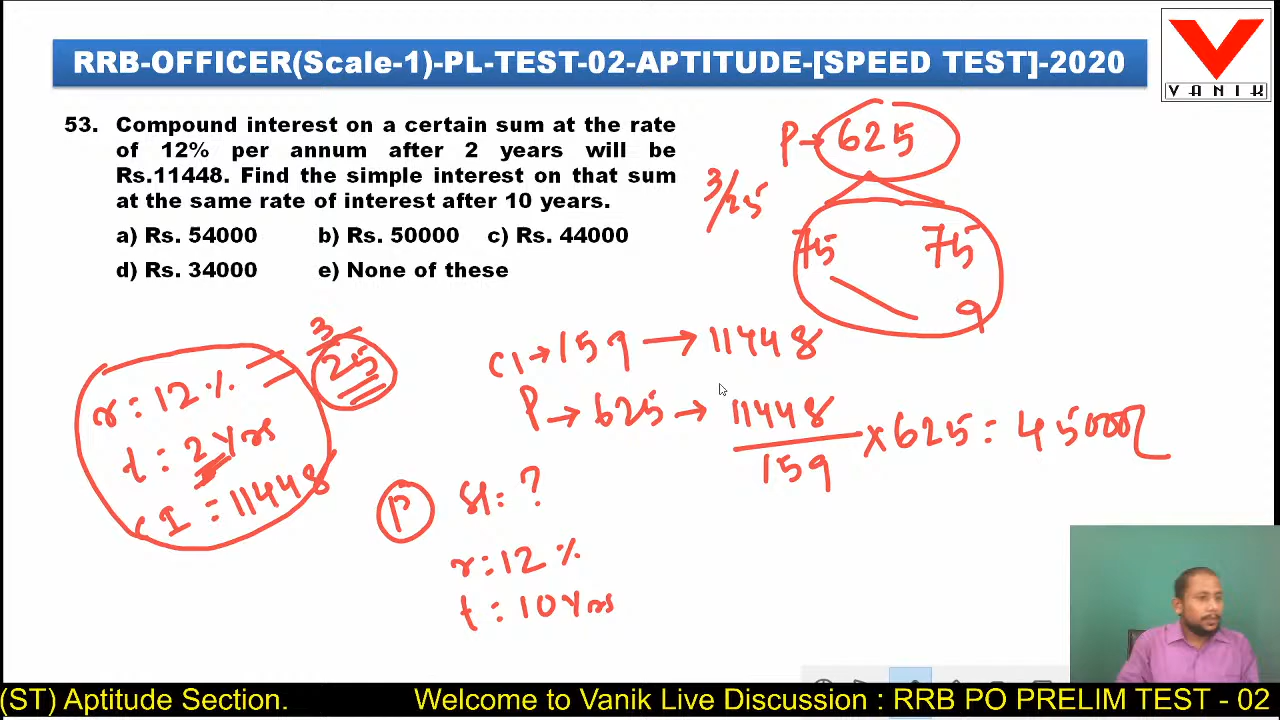 RRB-OFFICER(Scale-1)-PL-TEST-02-APTITUDE-[SPEED TEST]-2020
VANIK
53. Compound interest on a certain sum at the rate
of 12% per annum after 2 years will be
Rs.11448. Find the simple interest on that sum
at the same rate of interest after 10 years.
a) Rs. 54000 b) Rs. 50000 c) Rs. 44000
d) Rs. 34000 e) None of these
P→ 625
3/25
75 75
9
r = 12% = 3/25
t = 2 yrs
CI = 11448
CI → 159 → 11448
P → 625 → 11448/159 × 625 = 45000
P SI = ?
r = 12%
t = 10 yrs
(ST) Aptitude Section. Welcome to Vanik Live Discussion : RRB PO PRELIM TEST - 02